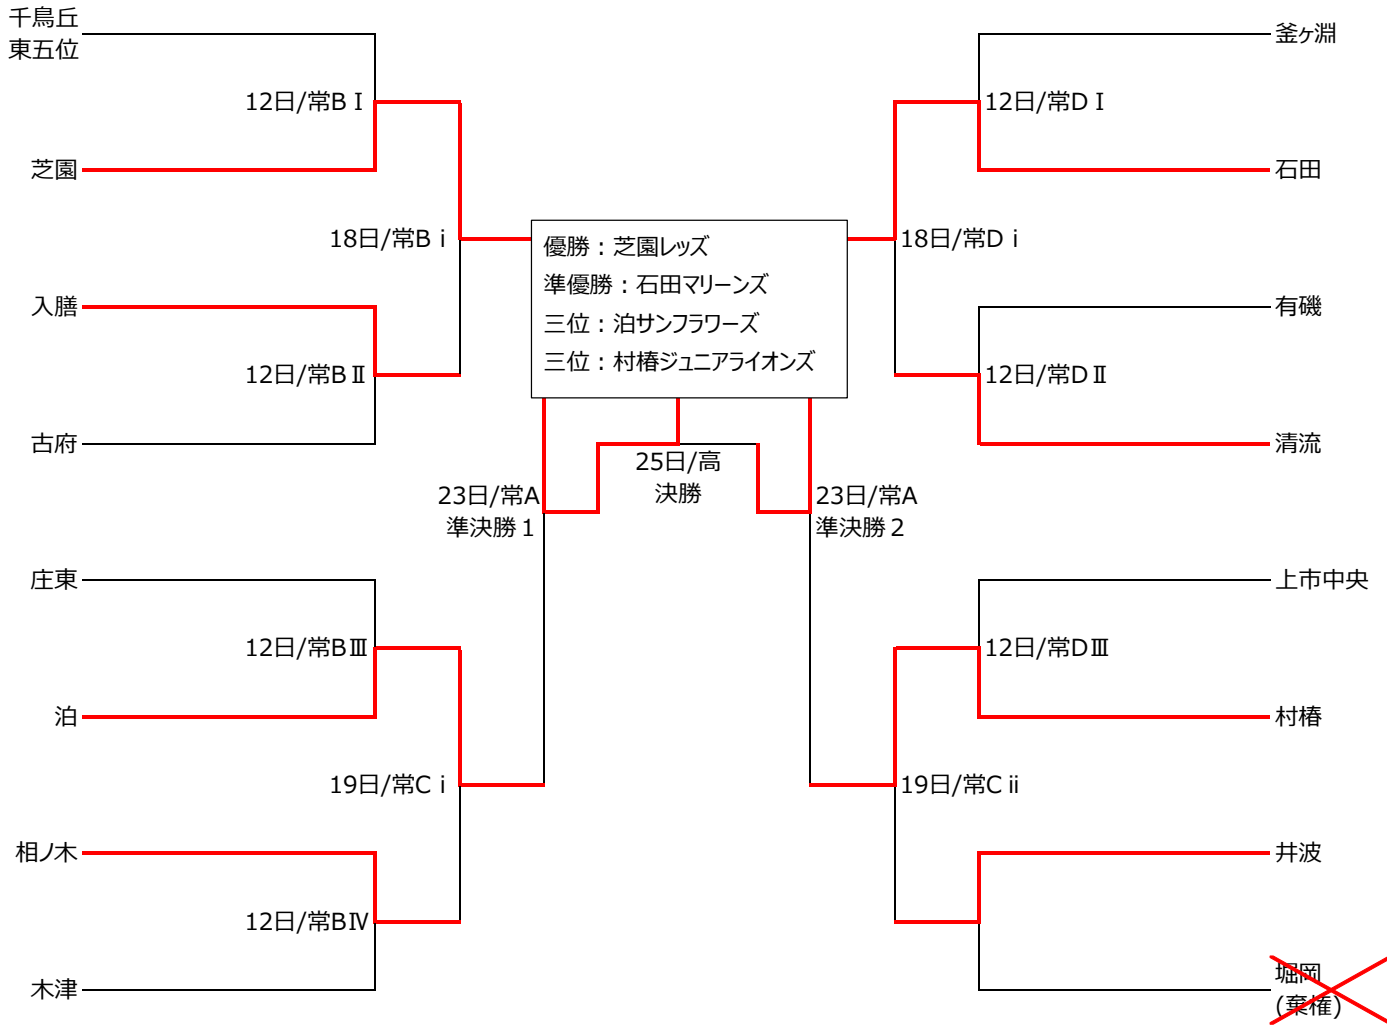 千鳥丘
東五位
12日/常BⅠ
芝園
18日/常Bⅰ
入膳
12日/常BⅡ
古府
庄東
12日/常BⅢ
泊
19日/常Cⅰ
相ノ木
12日/常BⅣ
木津
優勝：芝園レッズ
準優勝：石田マリーンズ
三位：泊サンフラワーズ
三位：村椿ジュニアライオンズ
25日/高
決勝
23日/常A
準決勝1
23日/常A
準決勝2
釜ヶ淵
12日/常DⅠ
石田
18日/常Dⅰ
有磯
12日/常DⅡ
清流
上市中央
12日/常DⅢ
村椿
19日/常Cⅱ
井波
堀岡
(棄権)